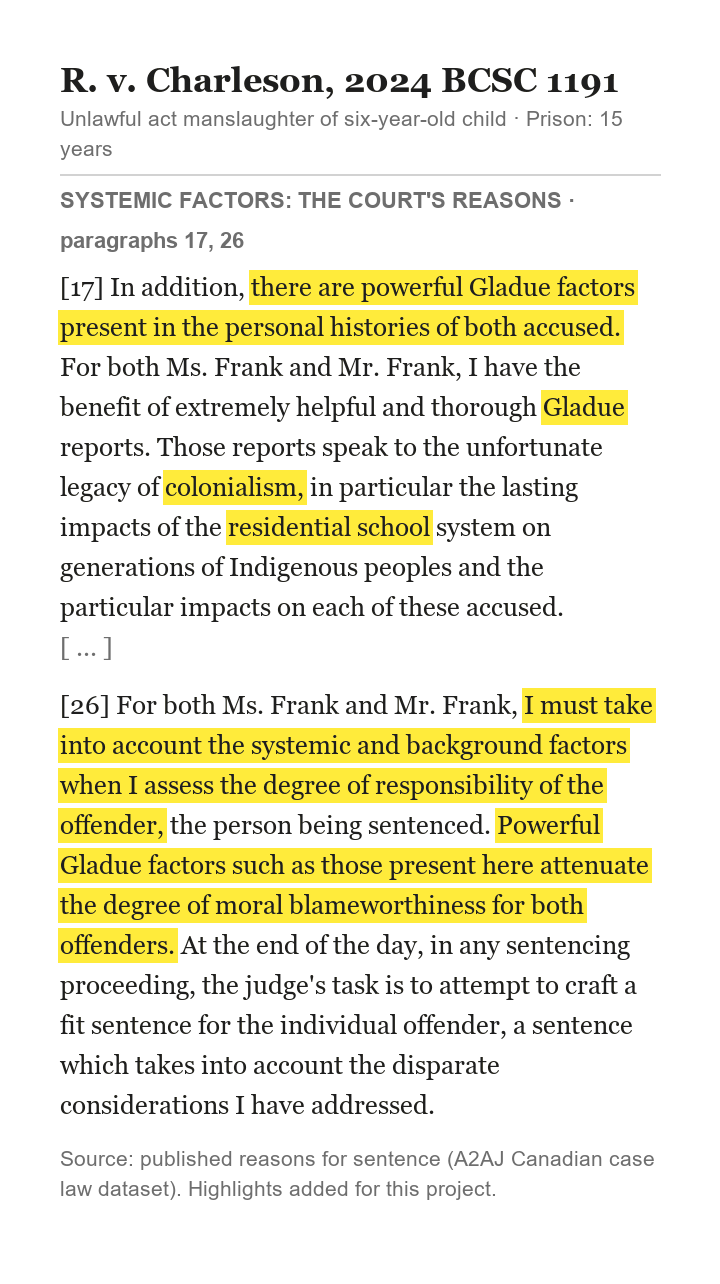 R. v. Charleson, 2024 BCSC 1191
Unlawful act manslaughter of six-year-old child · Prison: 15
years
SYSTEMIC FACTORS: THE COURT'S REASONS ·
paragraphs 17, 26
[17] In addition, there are powerful Gladue factors
present in the personal histories of both accused.
For both Ms. Frank and Mr. Frank, I have the
benefit of extremely helpful and thorough Gladue
reports. Those reports speak to the unfortunate
legacy of colonialism, in particular the lasting
impacts of the residential school system on
generations of Indigenous peoples and the
particular impacts on each of these accused.
[ ... ]
[26] For both Ms. Frank and Mr. Frank, I must take
into account the systemic and background factors
when I assess the degree of responsibility of the
offender, the person being sentenced. Powerful
Gladue factors such as those present here attenuate
the degree of moral blameworthiness for both
offenders. At the end of the day, in any sentencing
proceeding, the judge's task is to attempt to craft a
fit sentence for the individual offender, a sentence
which takes into account the disparate
considerations I have addressed.
Source: published reasons for sentence (A2AJ Canadian case
law dataset). Highlights added for this project.